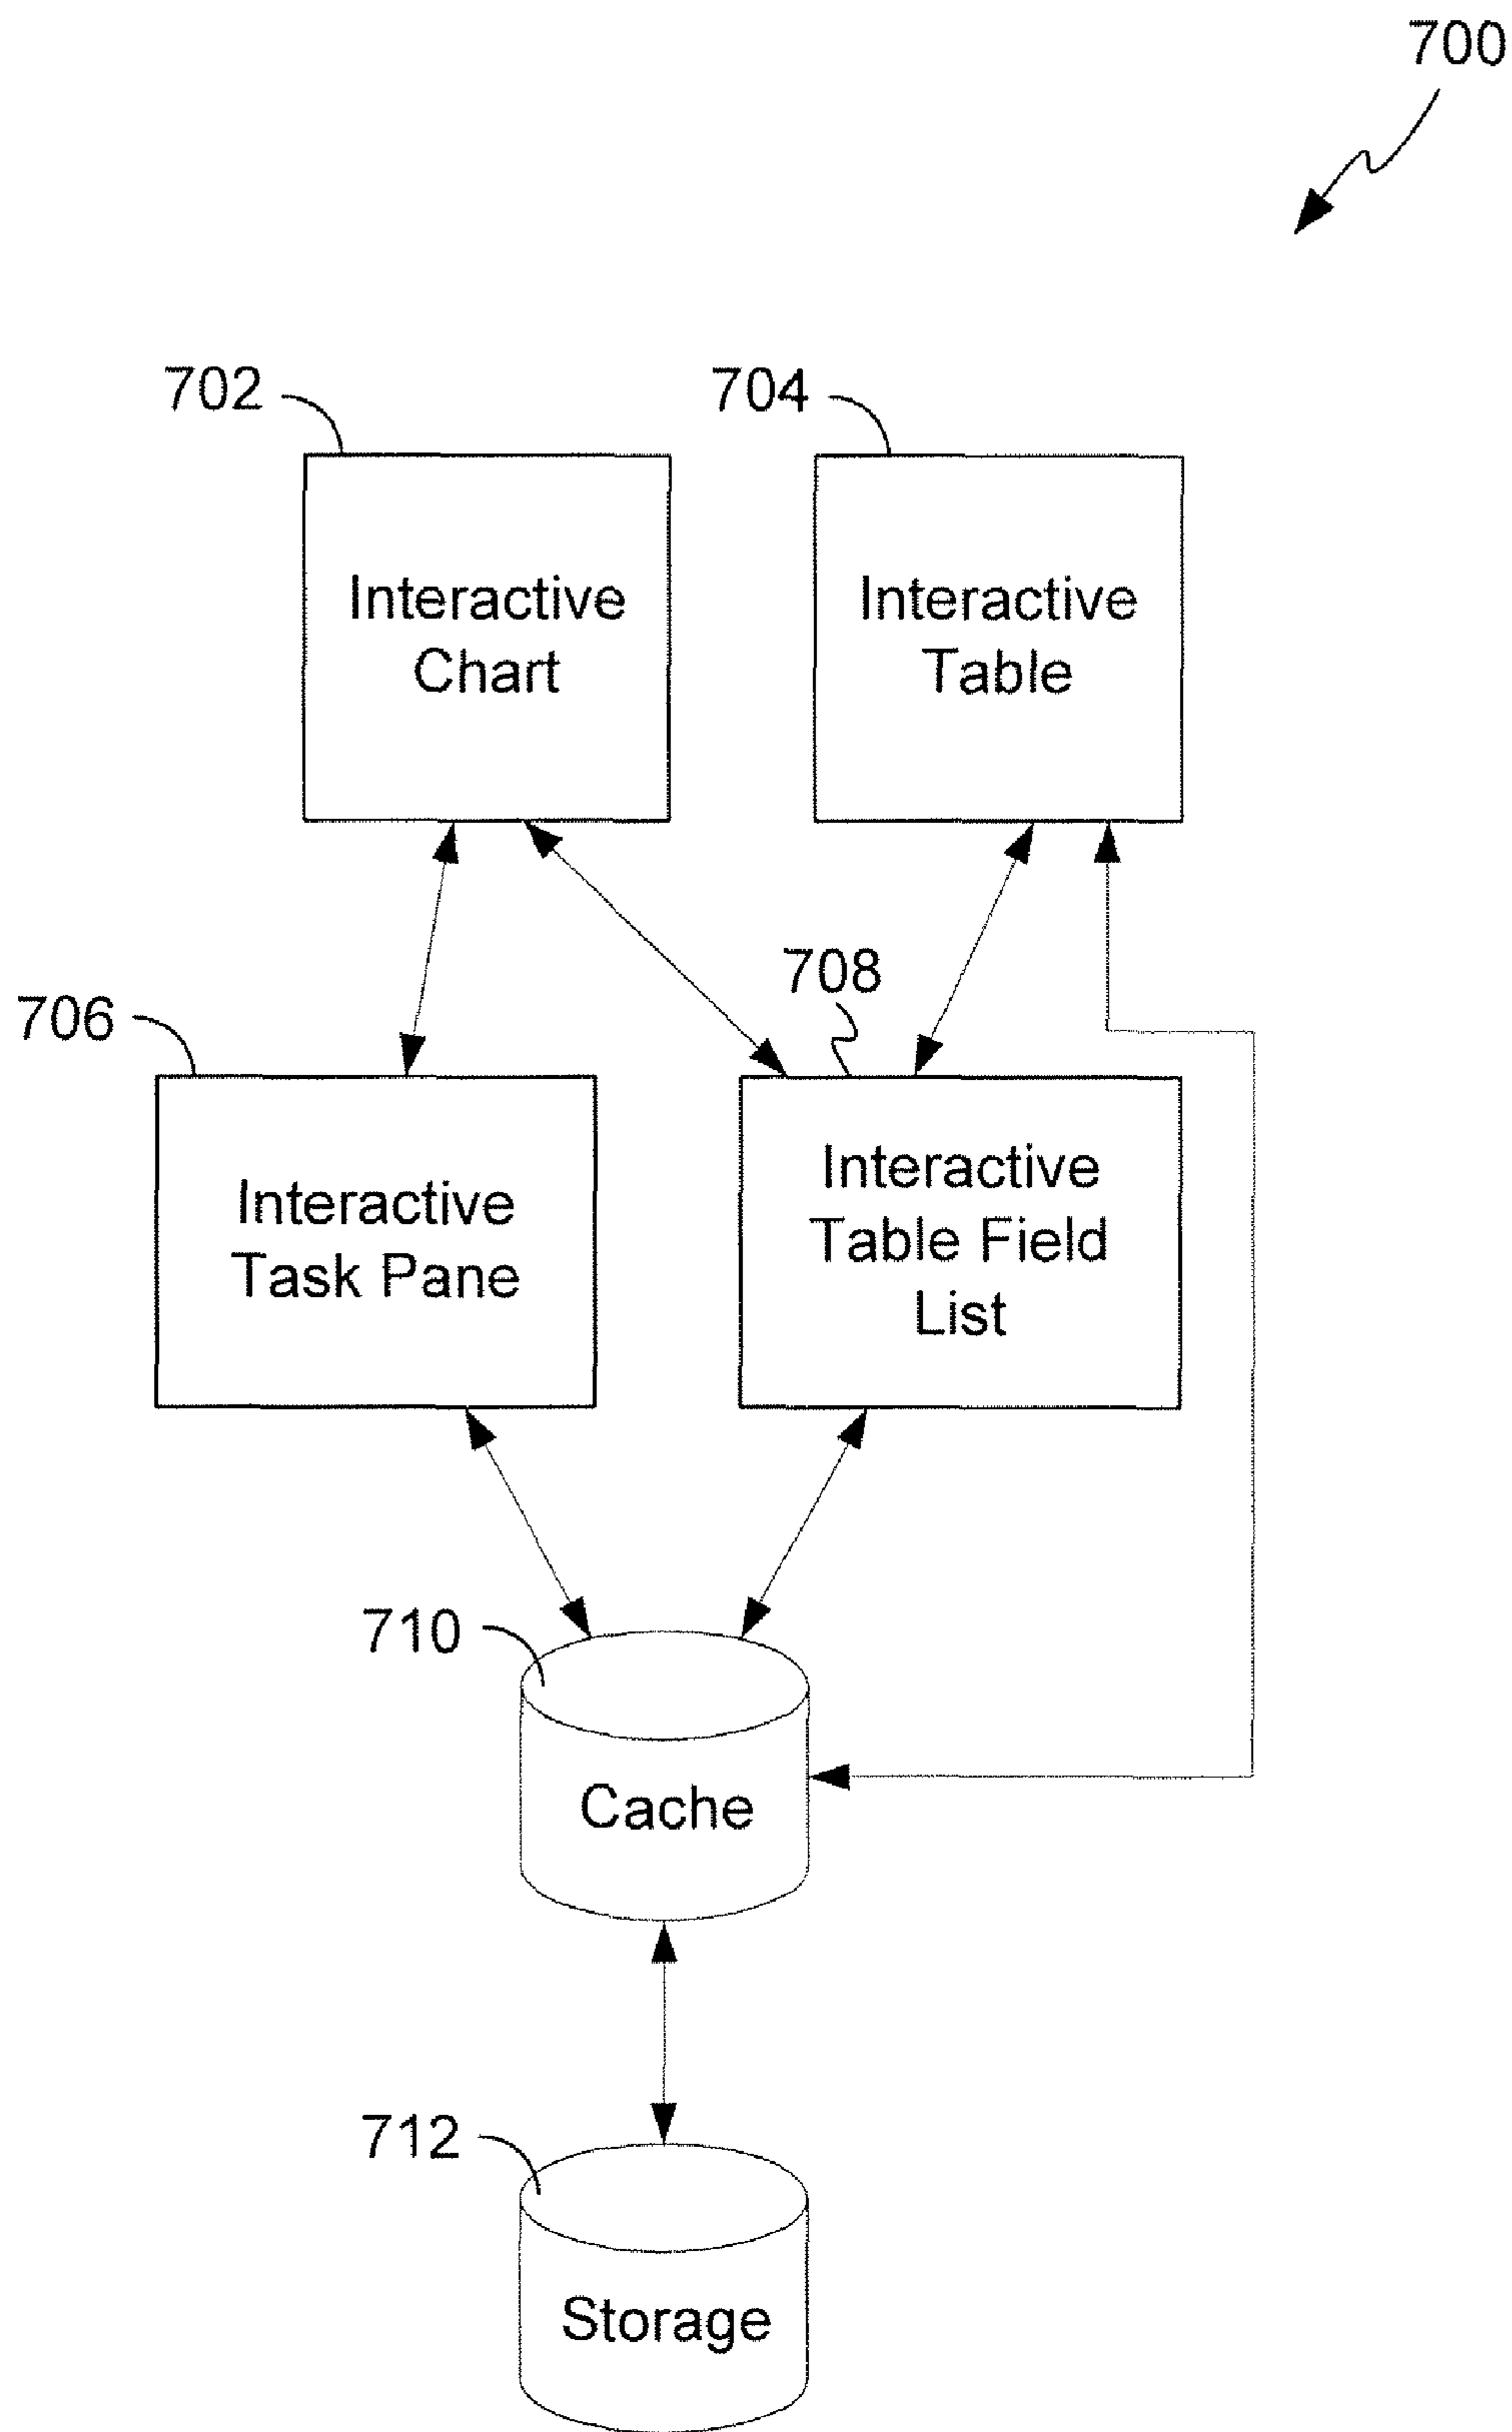 700
702
704
Interactive
Chart
Interactive
Table
706
708
Interactive
Task Pane
Interactive
Table Field
List
710
Cache
712
Storage